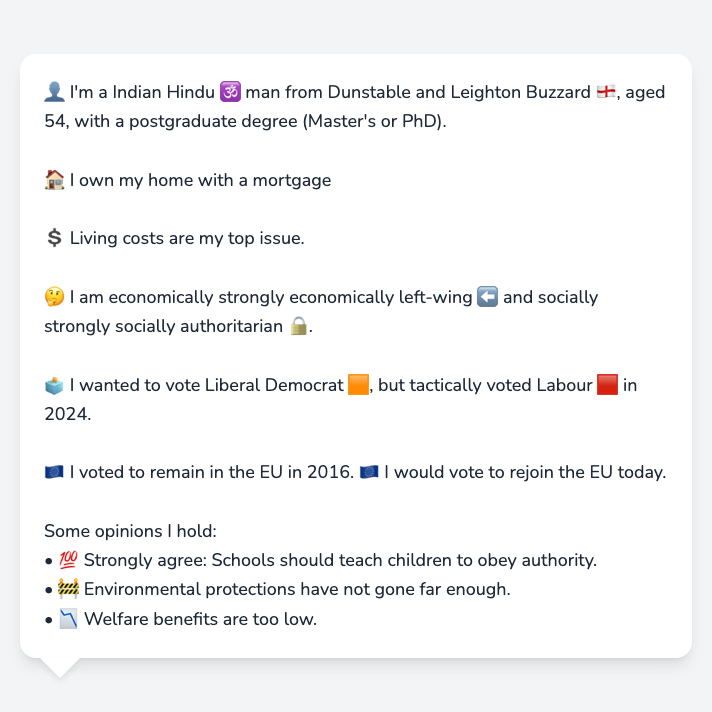 👤 I'm a Indian Hindu 🕉️ man from Dunstable and Leighton Buzzard 🏴󠁧󠁢󠁥󠁮󠁧󠁿, aged
54, with a postgraduate degree (Master's or PhD).
🏠 I own my home with a mortgage
💲 Living costs are my top issue.
🤔 I am economically strongly economically left-wing ⬅️ and socially
strongly socially authoritarian 🔒.
🗳️ I wanted to vote Liberal Democrat 🟧, but tactically voted Labour 🟥 in
2024.
🇪🇺 I voted to remain in the EU in 2016. 🇪🇺 I would vote to rejoin the EU today.
Some opinions I hold:
• 💯 Strongly agree: Schools should teach children to obey authority.
• 🚧 Environmental protections have not gone far enough.
• 📉 Welfare benefits are too low.